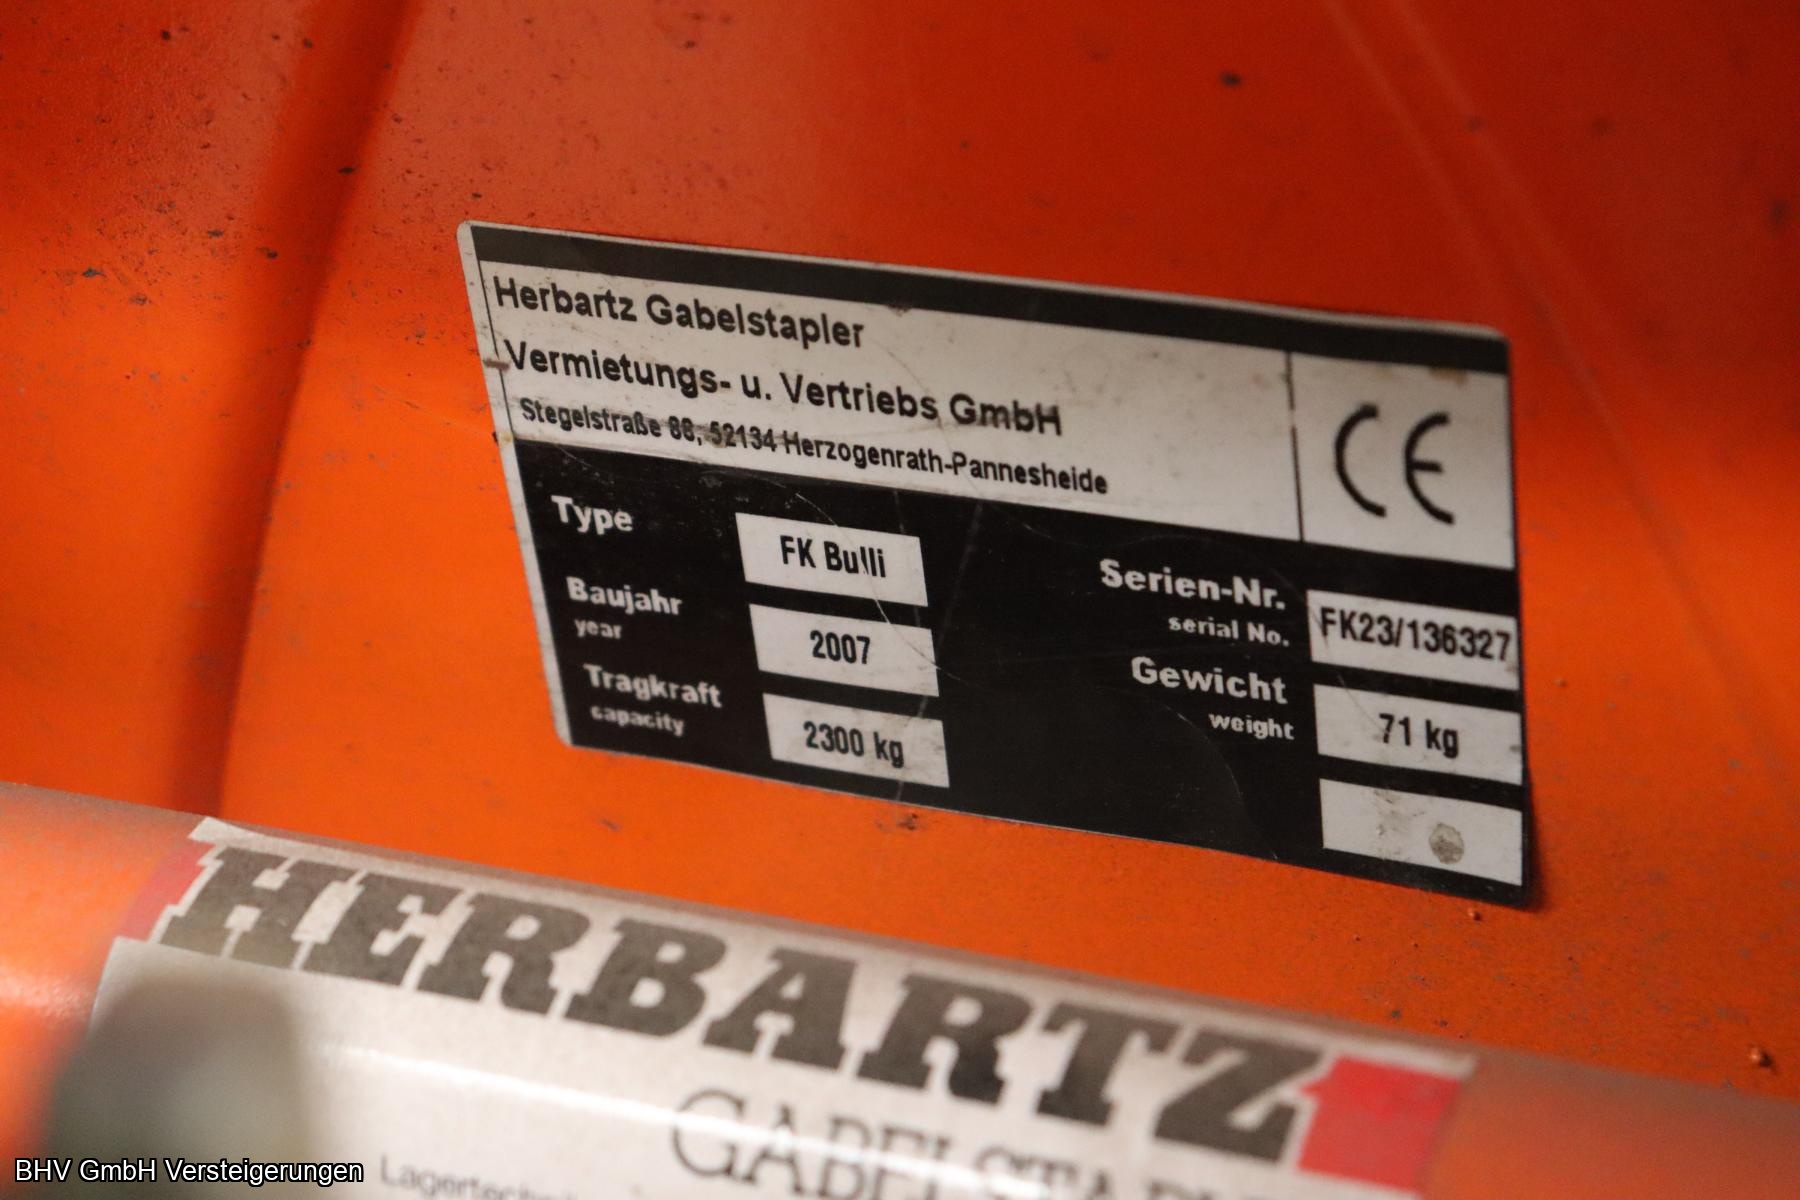 Herbartz Gabelstapler
Vermietungs- u. Vertriebs GmbH
Stegelstraße 88, 52134 Herzogenrath-Pannesheide
CE
Type
FK Bulli
Baujahr
year
2007
Tragkraft
capacity
2300 kg
Serien-Nr.
serial No.
FK23/136327
Gewicht
weight
71 kg
HERBARTZ
BHV GmbH Versteigerungen